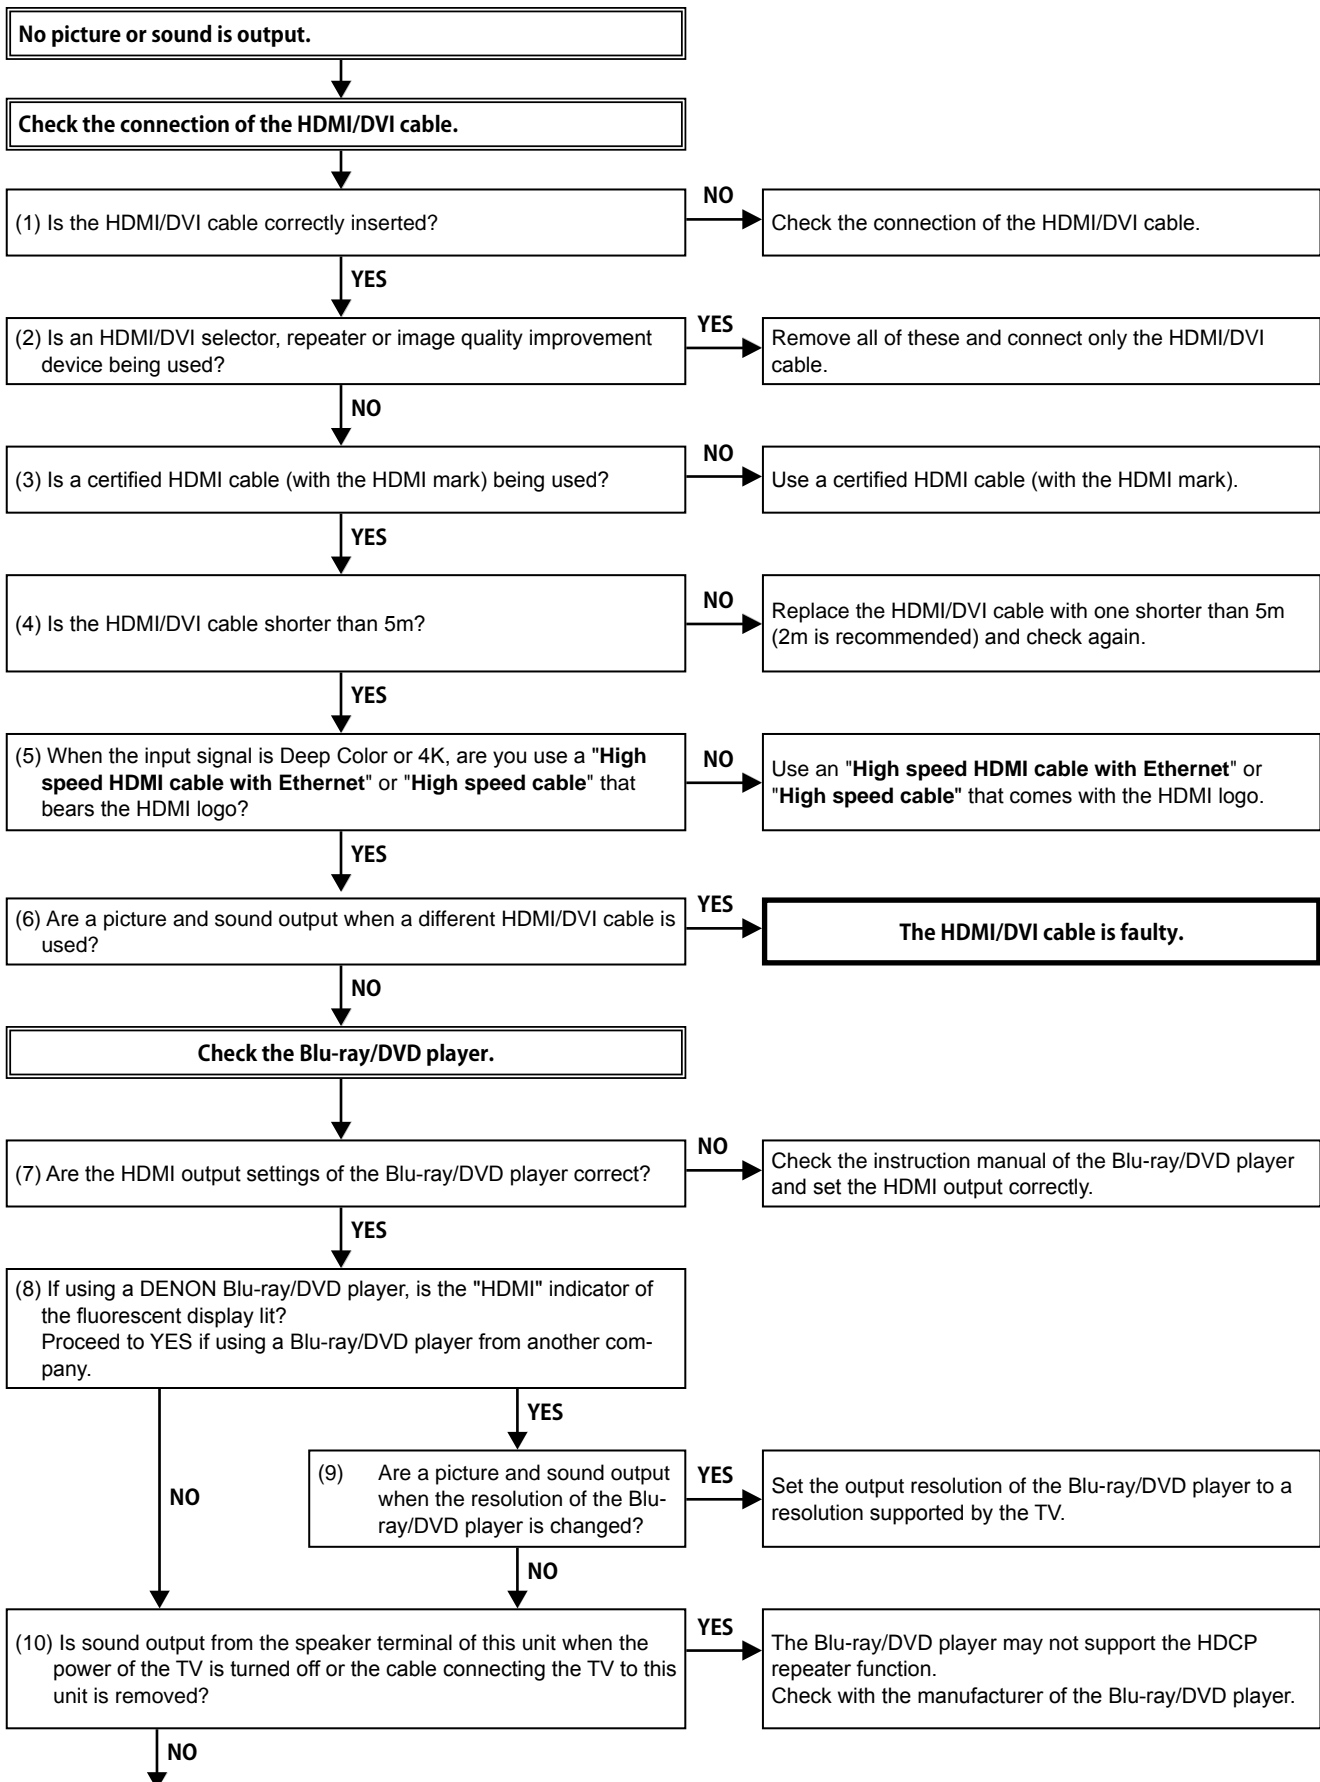 No picture or sound is output.
Check the connection of the HDMI/DVI cable.
(1) Is the HDMI/DVI cable correctly inserted?
NO
Check the connection of the HDMI/DVI cable.
YES
(2) Is an HDMI/DVI selector, repeater or image quality improvement
device being used?
YES
Remove all of these and connect only the HDMI/DVI
cable.
NO
(3) Is a certified HDMI cable (with the HDMI mark) being used?
NO
Use a certified HDMI cable (with the HDMI mark).
YES
(4) Is the HDMI/DVI cable shorter than 5m?
NO
Replace the HDMI/DVI cable with one shorter than 5m
(2m is recommended) and check again.
YES
(5) When the input signal is Deep Color or 4K, are you use a "High
speed HDMI cable with Ethernet" or "High speed cable" that
bears the HDMI logo?
NO
Use an "High speed HDMI cable with Ethernet" or
"High speed cable" that comes with the HDMI logo.
YES
(6) Are a picture and sound output when a different HDMI/DVI cable is
used?
YES
The HDMI/DVI cable is faulty.
NO
Check the Blu-ray/DVD player.
(7) Are the HDMI output settings of the Blu-ray/DVD player correct?
NO
Check the instruction manual of the Blu-ray/DVD player
and set the HDMI output correctly.
YES
(8) If using a DENON Blu-ray/DVD player, is the "HDMI" indicator of
the fluorescent display lit?
Proceed to YES if using a Blu-ray/DVD player from another com-
pany.
YES
NO
(9) Are a picture and sound output
when the resolution of the Blu-
ray/DVD player is changed?
YES
Set the output resolution of the Blu-ray/DVD player to a
resolution supported by the TV.
NO
(10) Is sound output from the speaker terminal of this unit when the
power of the TV is turned off or the cable connecting the TV to this
unit is removed?
YES
The Blu-ray/DVD player may not support the HDCP
repeater function.
Check with the manufacturer of the Blu-ray/DVD player.
NO